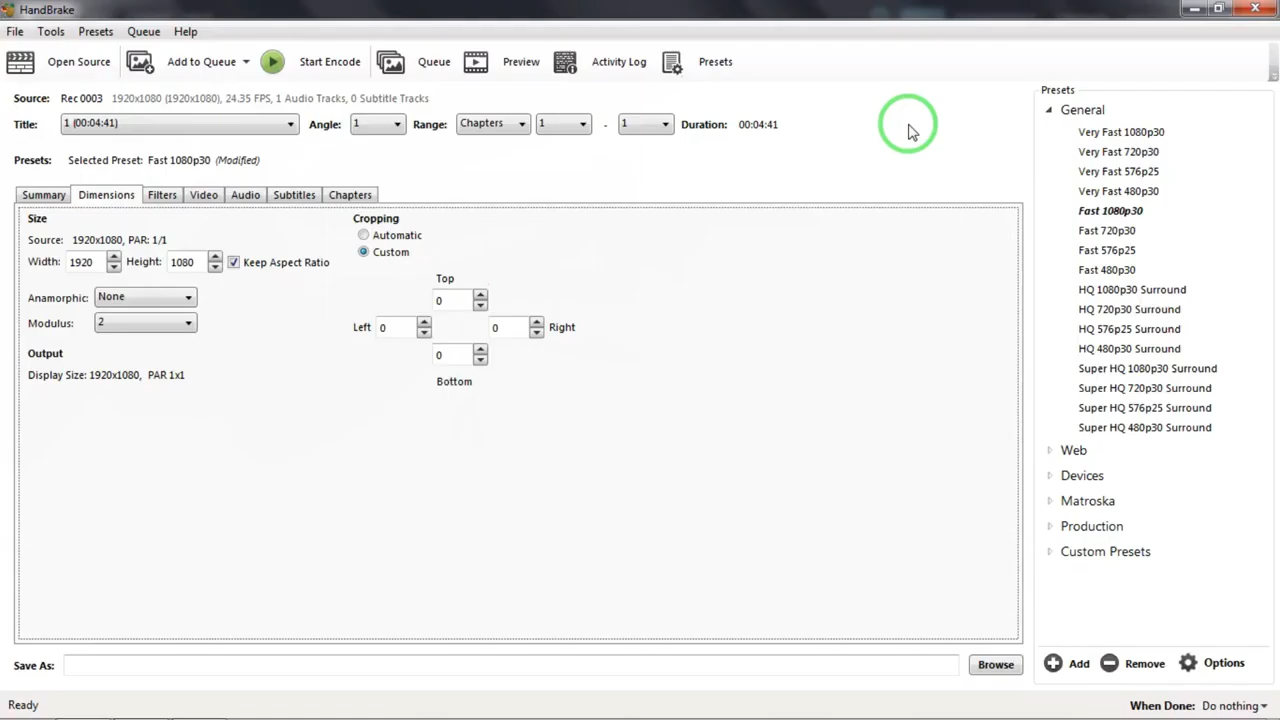 HandBrake
File Tools Presets Queue Help
Open Source Add to Queue Start Encode Queue Preview Activity Log Presets
Source: Rec 0003 1920x1080 (1920x1080), 24.35 FPS, 1 Audio Tracks, 0 Subtitle Tracks
Title: 1 (00:04:41) Angle: 1 Range: Chapters 1 - 1 Duration: 00:04:41
Presets: Selected Preset: Fast 1080p30 (Modified)
Summary Dimensions Filters Video Audio Subtitles Chapters
Size
Source: 1920x1080, PAR: 1/1
Width: 1920 Height: 1080 Keep Aspect Ratio
Anamorphic: None
Modulus: 2
Output
Display Size: 1920x1080, PAR 1x1
Cropping
Automatic
Custom
Top
0
Left 0 0 Right
0
Bottom
Presets
General
Very Fast 1080p30
Very Fast 720p30
Very Fast 576p25
Very Fast 480p30
Fast 1080p30
Fast 720p30
Fast 576p25
Fast 480p30
HQ 1080p30 Surround
HQ 720p30 Surround
HQ 576p25 Surround
HQ 480p30 Surround
Super HQ 1080p30 Surround
Super HQ 720p30 Surround
Super HQ 576p25 Surround
Super HQ 480p30 Surround
Web
Devices
Matroska
Production
Custom Presets
Save As: Browse
Add Remove Options
Ready
When Done: Do nothing